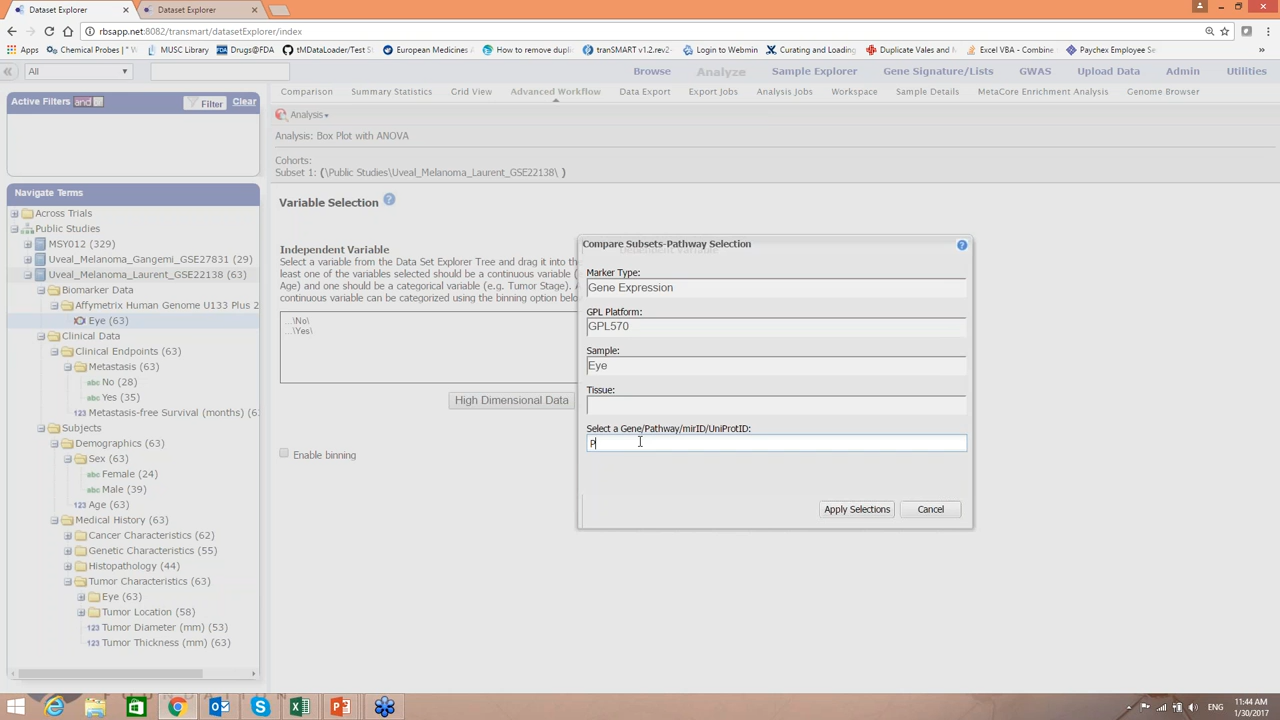 Dataset Explorer
Dataset Explorer
rbsapp.net:8082/transmart/datasetExplorer/index
Apps
Chemical Probes | "
MUSC Library
Drugs@FDA
tMDataLoader/Test St
European Medicines A
How to remove duplic
tranSMART v1.2.rev2-
Login to Webmin
Curating and Loading
Duplicate Vales and M
Excel VBA - Combine
Paychex Employee Se
All
Browse
Analyze
Sample Explorer
Gene Signature/Lists
GWAS
Upload Data
Admin
Utilities
Active Filters and
Filter
Clear
Comparison
Summary Statistics
Grid View
Advanced Workflow
Data Export
Export Jobs
Analysis Jobs
Workspace
Sample Details
MetaCore Enrichment Analysis
Genome Browser
Analysis
Analysis: Box Plot with ANOVA
Cohorts:
Subset 1: (\Public Studies\Uveal_Melanoma_Laurent_GSE22138\ )
Navigate Terms
Across Trials
Public Studies
MSY012 (329)
Uveal_Melanoma_Gangemi_GSE27831 (29)
Uveal_Melanoma_Laurent_GSE22138 (63)
Biomarker Data
Affymetrix Human Genome U133 Plus 2
Eye (63)
Clinical Data
Clinical Endpoints (63)
Metastasis (63)
abc No (28)
abc Yes (35)
123 Metastasis-free Survival (months) (63
Subjects
Demographics (63)
Sex (63)
abc Female (24)
abc Male (39)
123 Age (63)
Medical History (63)
Cancer Characteristics (62)
Genetic Characteristics (55)
Histopathology (44)
Tumor Characteristics (63)
Eye (63)
Tumor Location (58)
123 Tumor Diameter (mm) (53)
123 Tumor Thickness (mm) (63)
Variable Selection
Independent Variable
Select a variable from the Data Set Explorer Tree and drag it into the
least one of the variables selected should be a continuous variable (
Age) and one should be a categorical variable (e.g. Tumor Stage). A
continuous variable can be categorized using the binning option belo
...\No\
...\Yes\
High Dimensional Data
Enable binning
Compare Subsets-Pathway Selection
Marker Type:
Gene Expression
GPL Platform:
GPL570
Sample:
Eye
Tissue:
Select a Gene/Pathway/mirID/UniProtID:
P
Apply Selections
Cancel
ENG
11:44 AM
1/30/2017